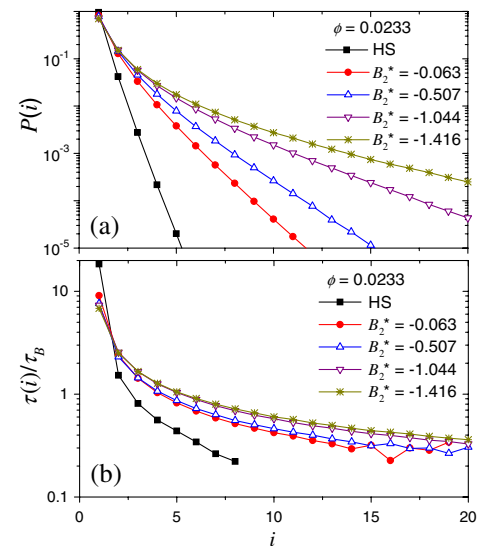 ϕ = 0.0233
HS
B₂* = -0.063
B₂* = -0.507
B₂* = -1.044
B₂* = -1.416
P(i)
10⁻¹
10⁻³
10⁻⁵
(a)
ϕ = 0.0233
HS
B₂* = -0.063
B₂* = -0.507
B₂* = -1.044
B₂* = -1.416
τ(i)/τ_B
10
1
0.1
(b)
0 5 10 15 20
i